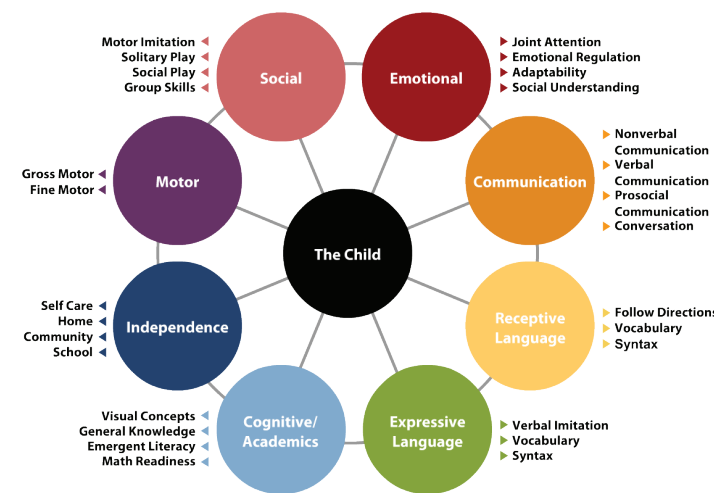 Motor Imitation
Solitary Play
Social Play
Group Skills
Social
Emotional
Joint Attention
Emotional Regulation
Adaptability
Social Understanding
Gross Motor
Fine Motor
Motor
Communication
Nonverbal
Communication
Verbal
Communication
Prosocial
Communication
Conversation
The Child
Self Care
Home
Community
School
Independence
Receptive
Language
Follow Directions
Vocabulary
Syntax
Visual Concepts
General Knowledge
Emergent Literacy
Math Readiness
Cognitive/
Academics
Expressive
Language
Verbal Imitation
Vocabulary
Syntax